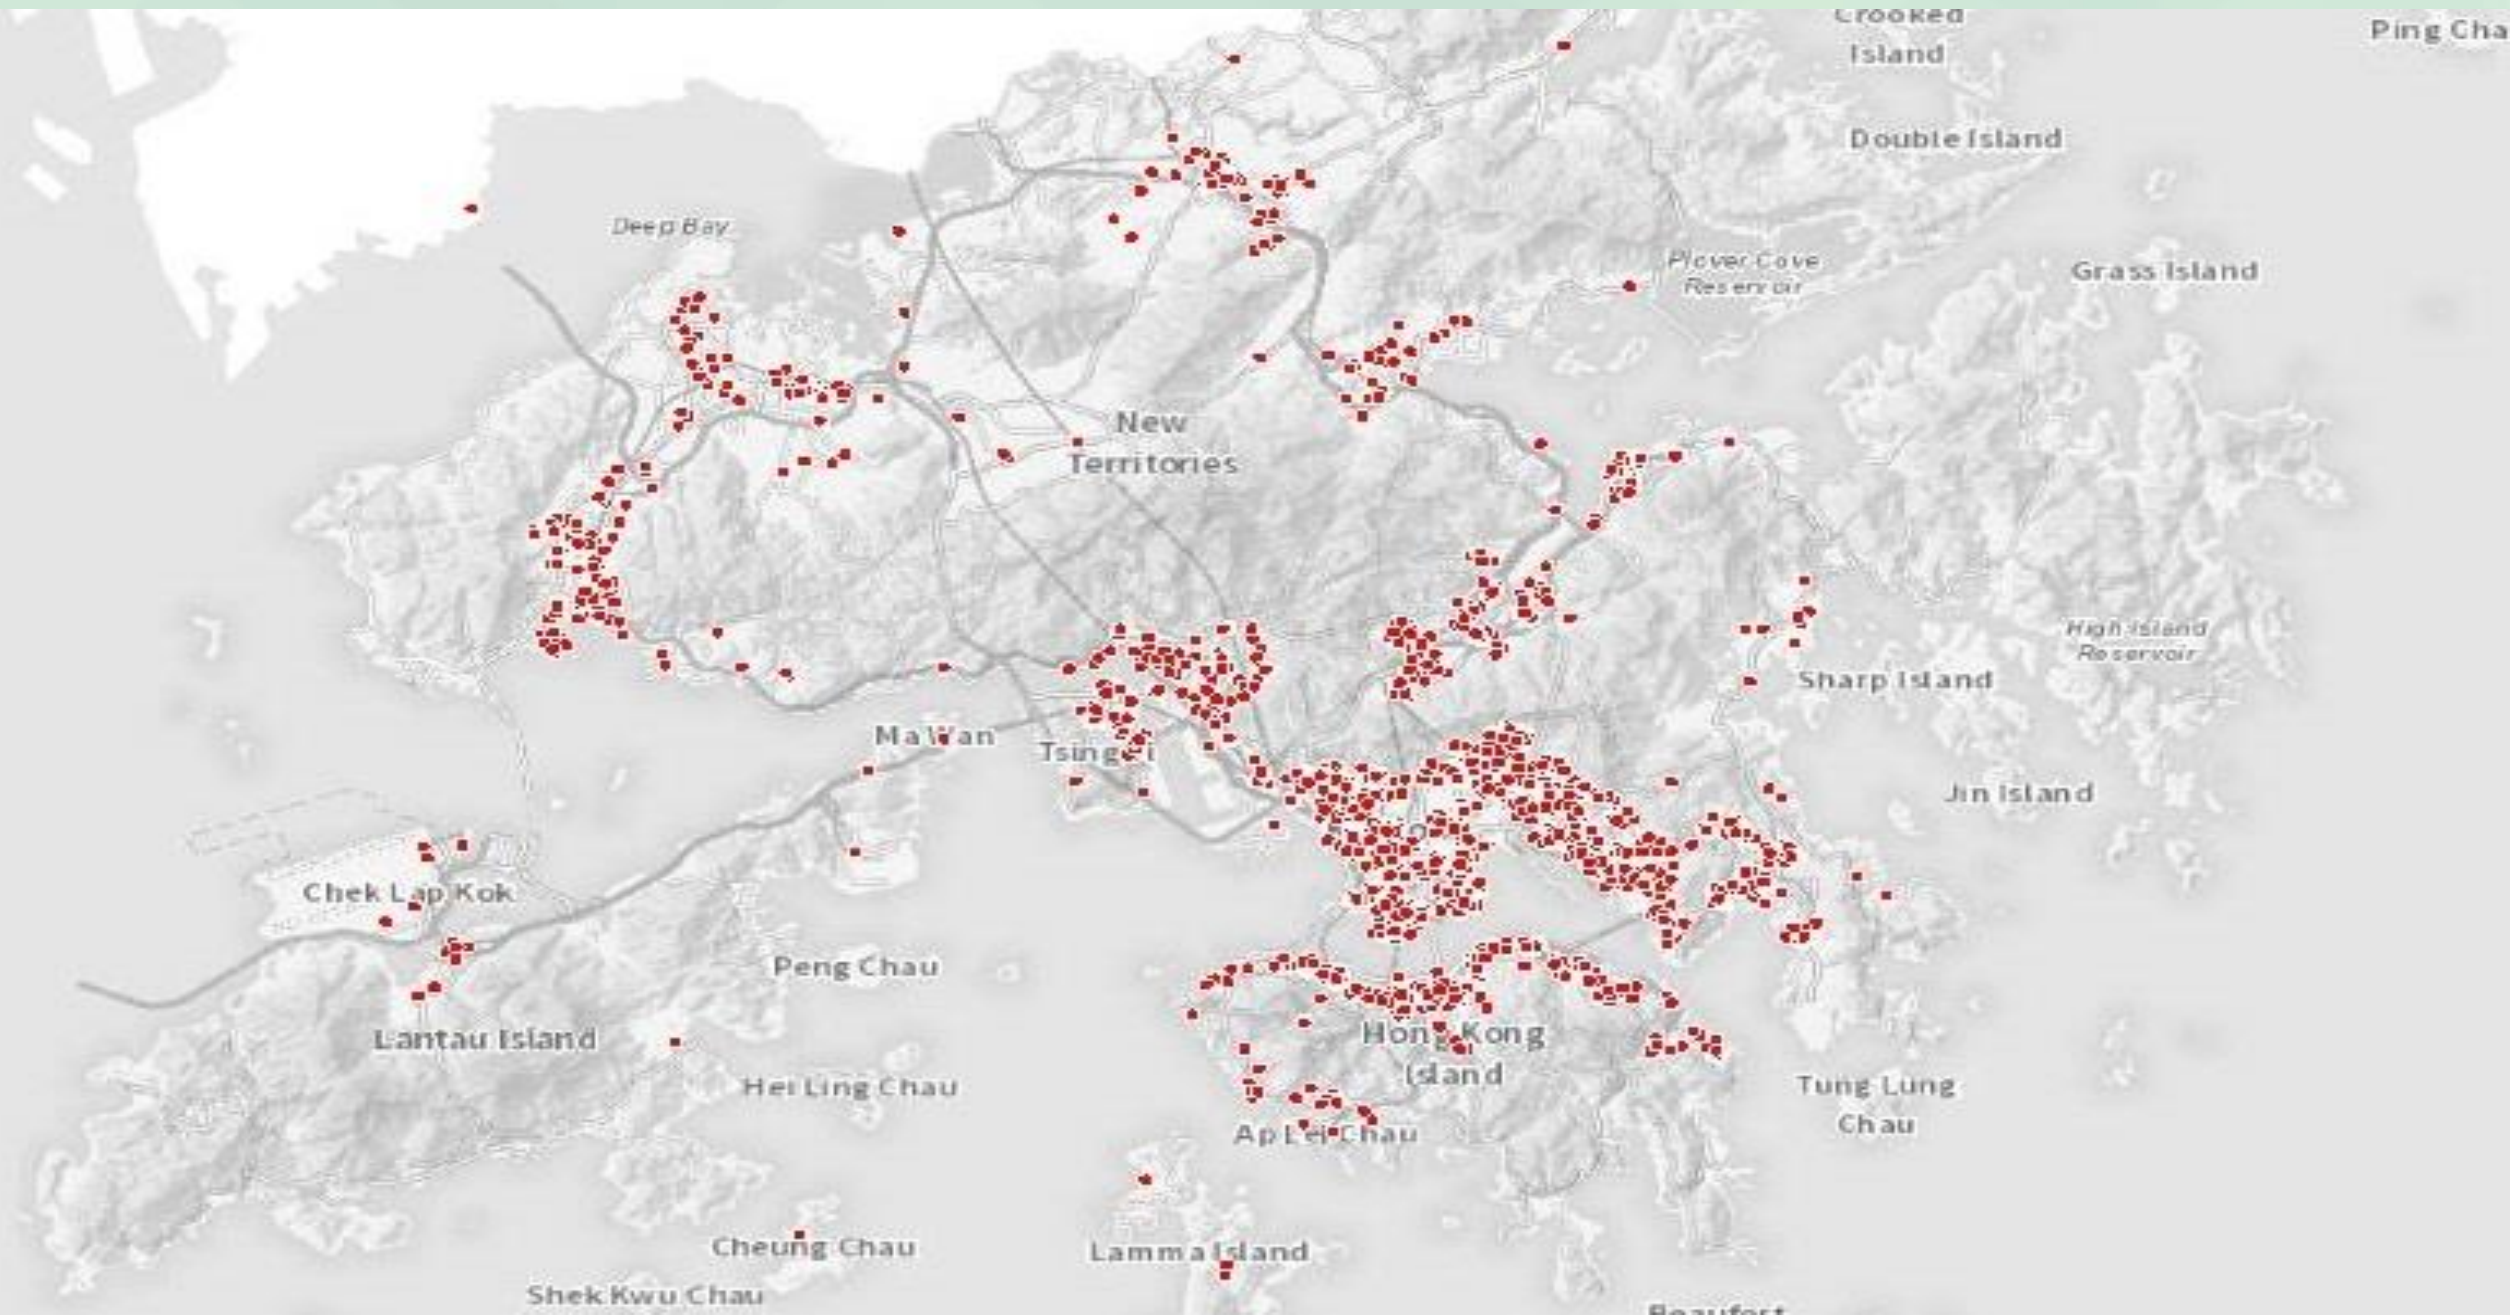 Crooked
Island
Ping Cha
Double Island
Deep Bay
Plover Cove
Reservoir
Grass Island
New
Territories
High Island
Reservoir
Sharp Island
Ma Wan
Tsing Yi
Jin Island
Chek Lap Kok
Peng Chau
Lantau Island
Hong Kong
Island
Hei Ling Chau
Tung Lung
Chau
Ap Lei Chau
Cheung Chau
Lamma Island
Shek Kwu Chau
Beaufort